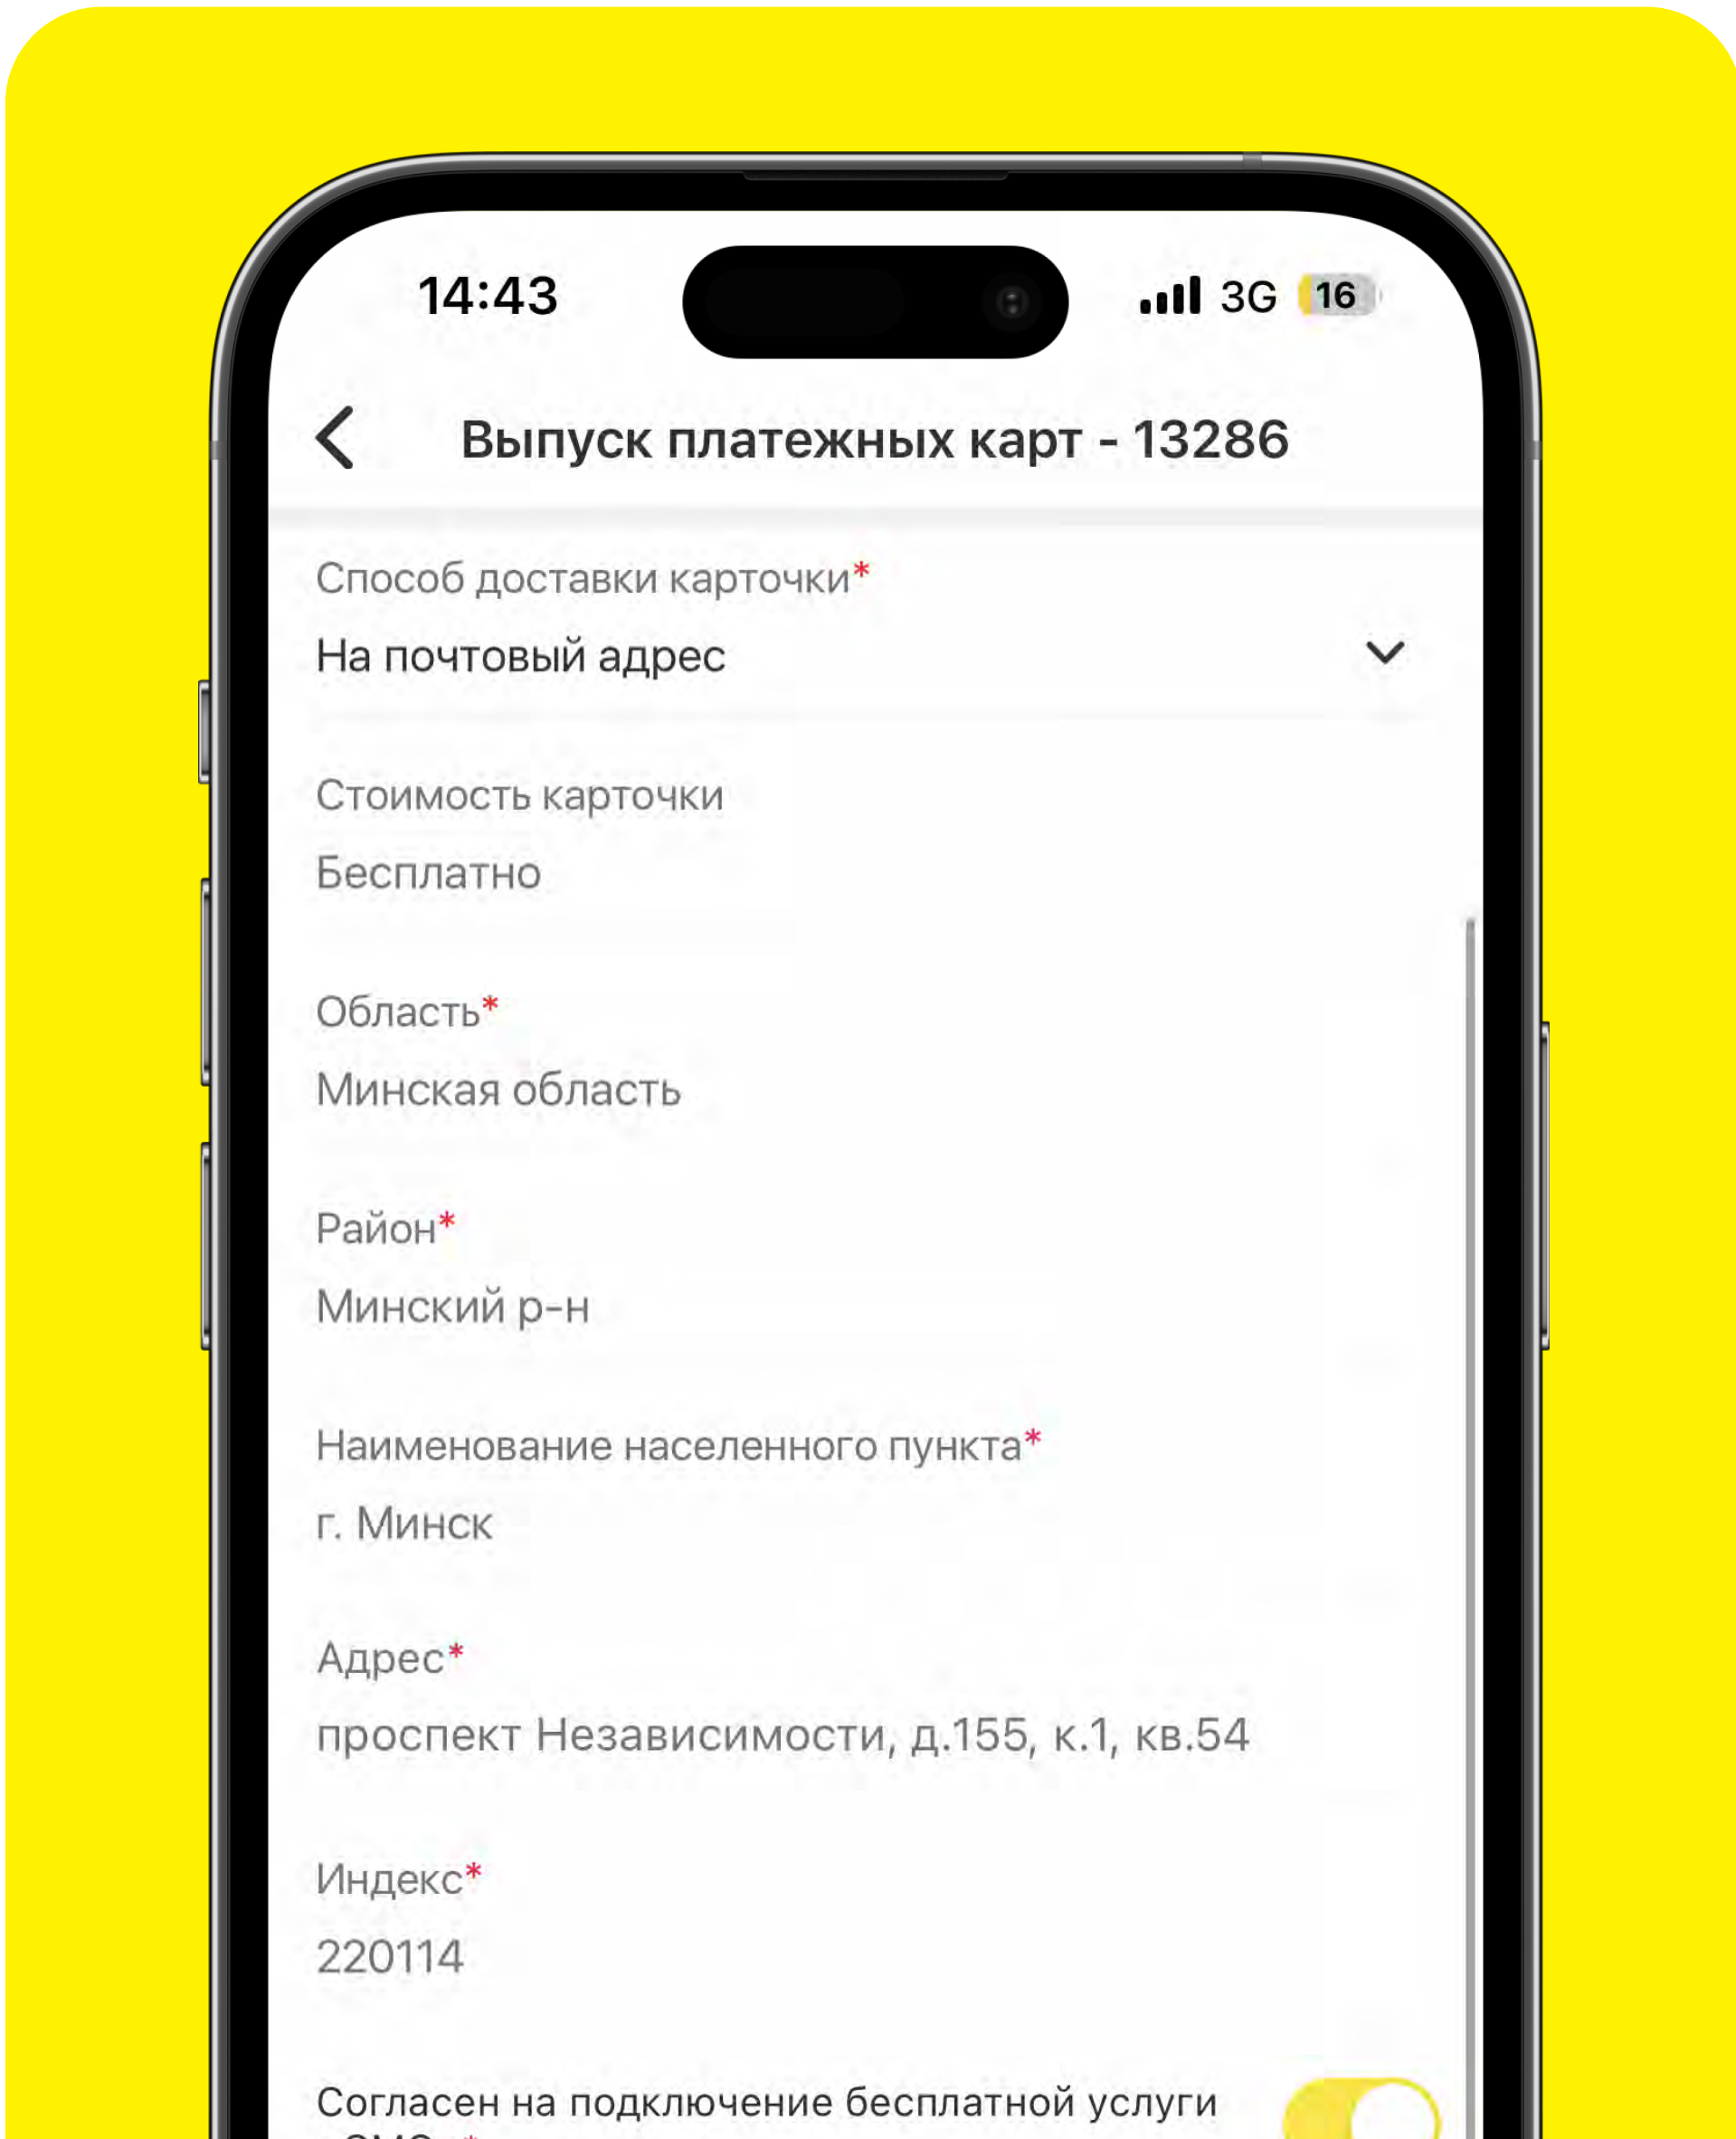 14:43
3G 16
Выпуск платежных карт - 13286
Способ доставки карточки*
На почтовый адрес
Стоимость карточки
Бесплатно
Область*
Минская область
Район*
Минский р-н
Наименование населенного пункта*
г. Минск
Адрес*
проспект Независимости, д.155, к.1, кв.54
Индекс*
220114
Согласен на подключение бесплатной услуги